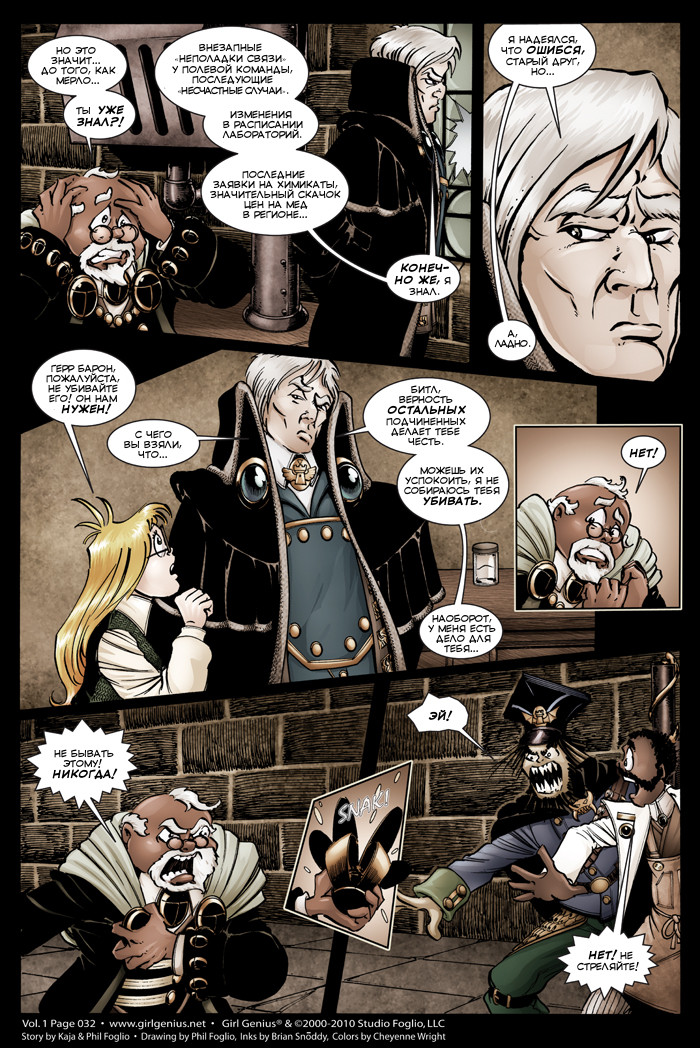 НО ЭТО
ЗНАЧИТ...
ДО ТОГО, КАК
МЕРЛО...
ТЫ УЖЕ
ЗНАЛ?!
ВНЕЗАПНЫЕ
«НЕПОЛАДКИ СВЯЗИ»
У ПОЛЕВОЙ КОМАНДЫ,
ПОСЛЕДУЮЩИЕ
«НЕСЧАСТНЫЕ СЛУЧАИ».
ИЗМЕНЕНИЯ
В РАСПИСАНИИ
ЛАБОРАТОРИЙ.
ПОСЛЕДНИЕ
ЗАЯВКИ НА ХИМИКАТЫ,
ЗНАЧИТЕЛЬНЫЙ СКАЧОК
ЦЕН НА МЕД
В РЕГИОНЕ...
КОНЕЧ-
НО ЖЕ, Я
ЗНАЛ.
Я НАДЕЯЛСЯ,
ЧТО ОШИБСЯ,
СТАРЫЙ ДРУГ,
НО...
А,
ЛАДНО.
ГЕРР БАРОН,
ПОЖАЛУЙСТА,
НЕ УБИВАЙТЕ
ЕГО! ОН НАМ
НУЖЕН!
С ЧЕГО
ВЫ ВЗЯЛИ,
ЧТО...
БИТЛ,
ВЕРНОСТЬ
ОСТАЛЬНЫХ
ПОДЧИНЕННЫХ
ДЕЛАЕТ ТЕБЕ
ЧЕСТЬ.
МОЖЕШЬ ИХ
УСПОКОИТЬ, Я НЕ
СОБИРАЮСЬ ТЕБЯ
УБИВАТЬ.
НАОБОРОТ,
У МЕНЯ ЕСТЬ
ДЕЛО ДЛЯ
ТЕБЯ...
НЕТ!
НЕ БЫВАТЬ
ЭТОМУ!
НИКОГДА!
SNAK!
ЭЙ!
НЕТ! НЕ
СТРЕЛЯЙТЕ!
Vol. 1 Page 032 • www.girlgenius.net • Girl Genius® & ©2000-2010 Studio Foglio, LLC
Story by Kaja & Phil Foglio • Drawing by Phil Foglio, Inks by Brian Snōddy, Colors by Cheyenne Wright